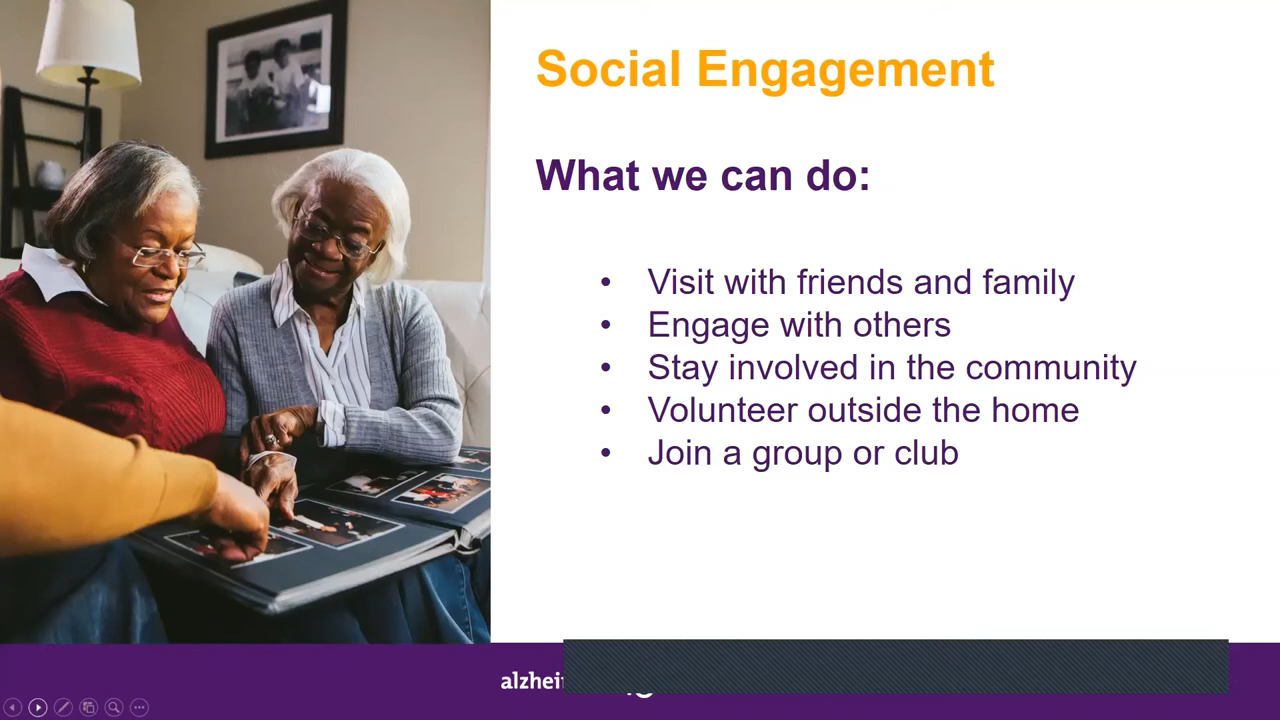 Social Engagement
What we can do:
• Visit with friends and family
• Engage with others
• Stay involved in the community
• Volunteer outside the home
• Join a group or club